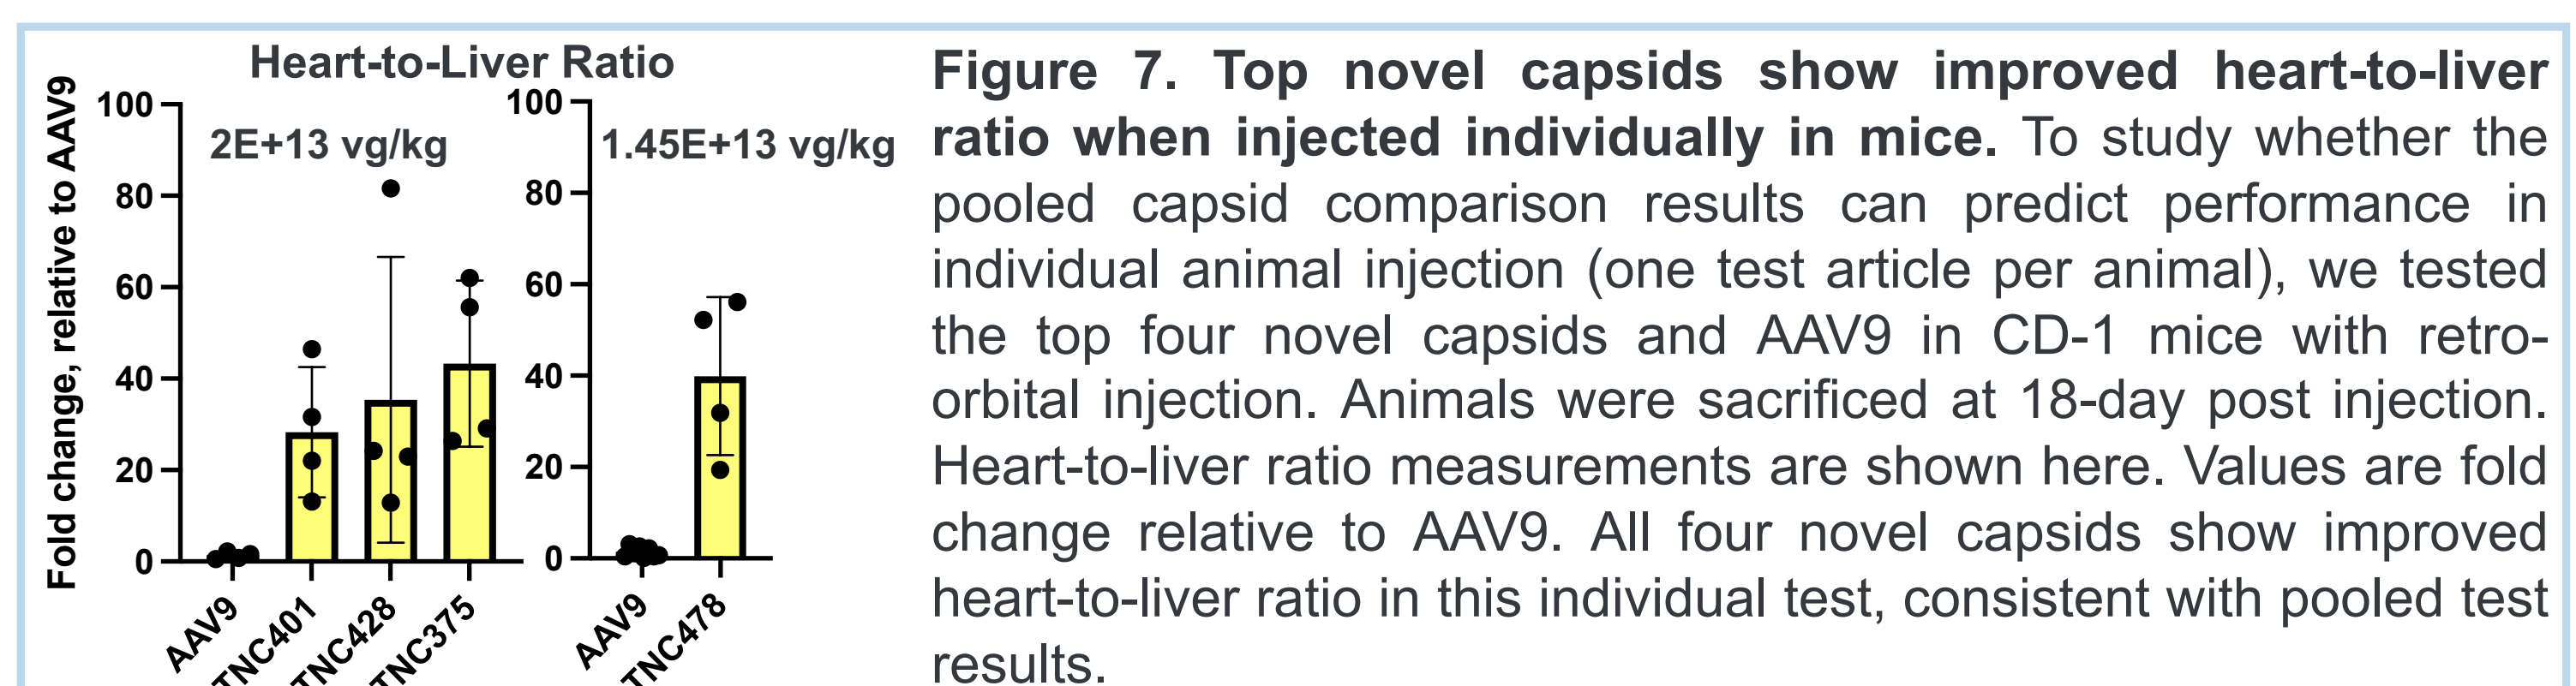 Heart-to-Liver Ratio
Fold change, relative to AAV9
100
80
60
40
20
0
2E+13 vg/kg
AAV9
TNC401
TNC428
TNC375
100
80
60
40
20
0
1.45E+13 vg/kg
AAV9
TNC478
Figure 7. Top novel capsids show improved heart-to-liver
ratio when injected individually in mice. To study whether the
pooled capsid comparison results can predict performance in
individual animal injection (one test article per animal), we tested
the top four novel capsids and AAV9 in CD-1 mice with retro-
orbital injection. Animals were sacrificed at 18-day post injection.
Heart-to-liver ratio measurements are shown here. Values are fold
change relative to AAV9. All four novel capsids show improved
heart-to-liver ratio in this individual test, consistent with pooled test
results.